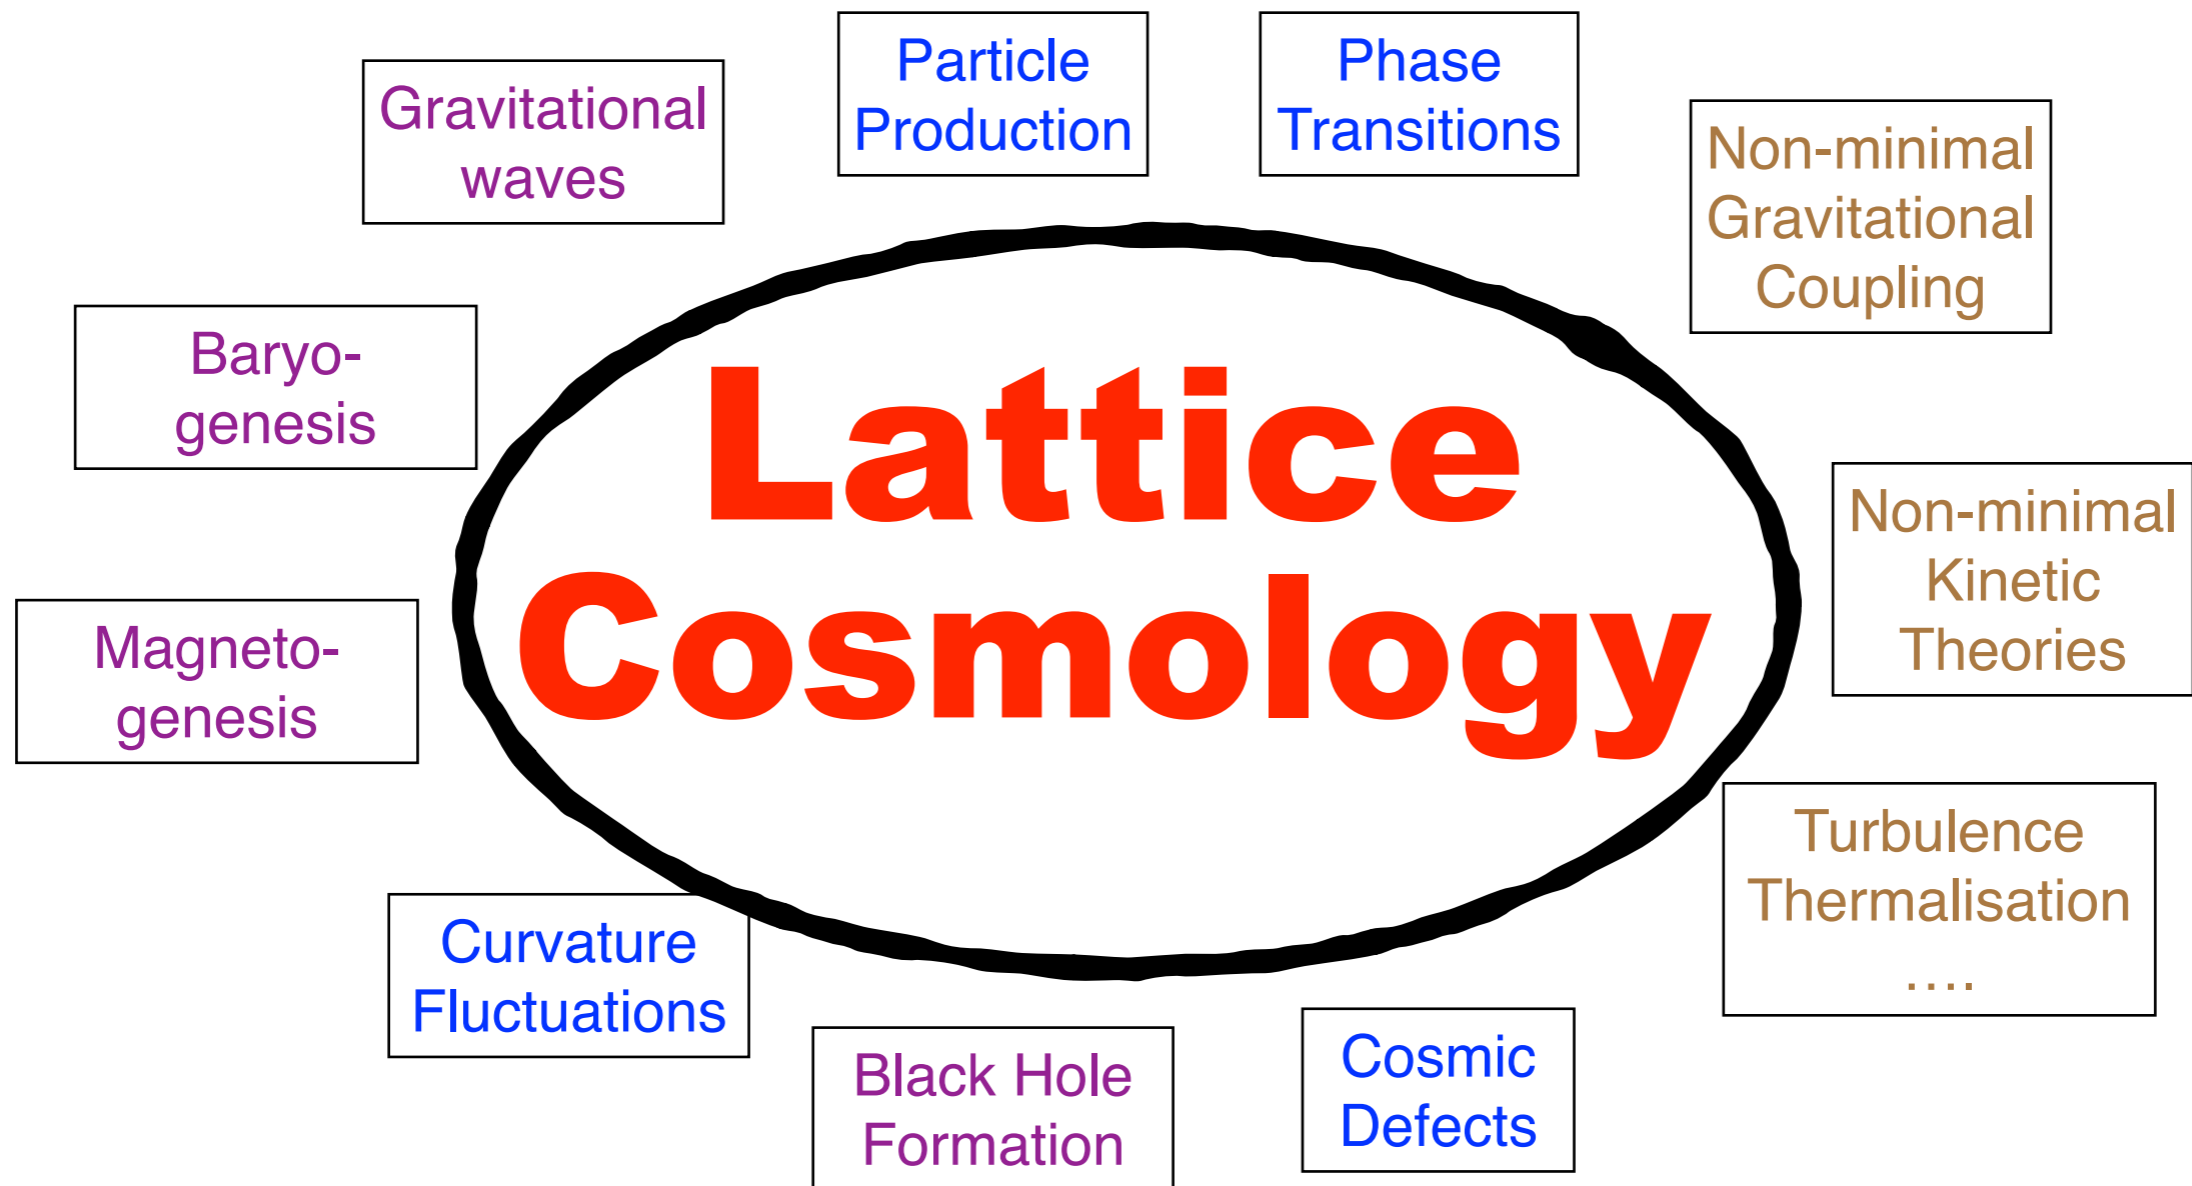 Particle
Production
Phase
Transitions
Gravitational
waves
Non-minimal
Gravitational
Coupling
Baryo-
genesis
Lattice
Cosmology
Non-minimal
Kinetic
Theories
Magneto-
genesis
Turbulence
Thermalisation
....
Curvature
Fluctuations
Black Hole
Formation
Cosmic
Defects